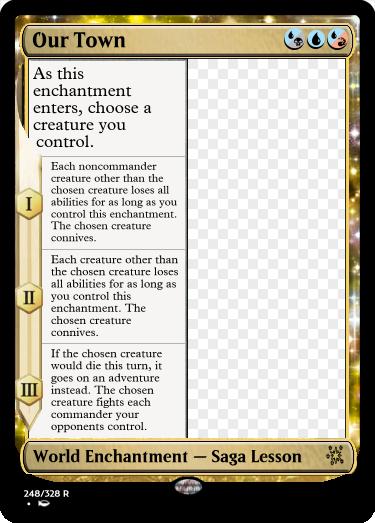 Our Town
As this
enchantment
enters, choose a
creature you
control.
I
Each noncommander
creature other than the
chosen creature loses all
abilities for as long as you
control this enchantment.
The chosen creature
connives.
II
Each creature other than
the chosen creature loses
all abilities for as long as
you control this
enchantment. The
chosen creature
connives.
III
If the chosen creature
would die this turn, it
goes on an adventure
instead. The chosen
creature fights each
commander your
opponents control.
World Enchantment — Saga Lesson
248/328 R
•